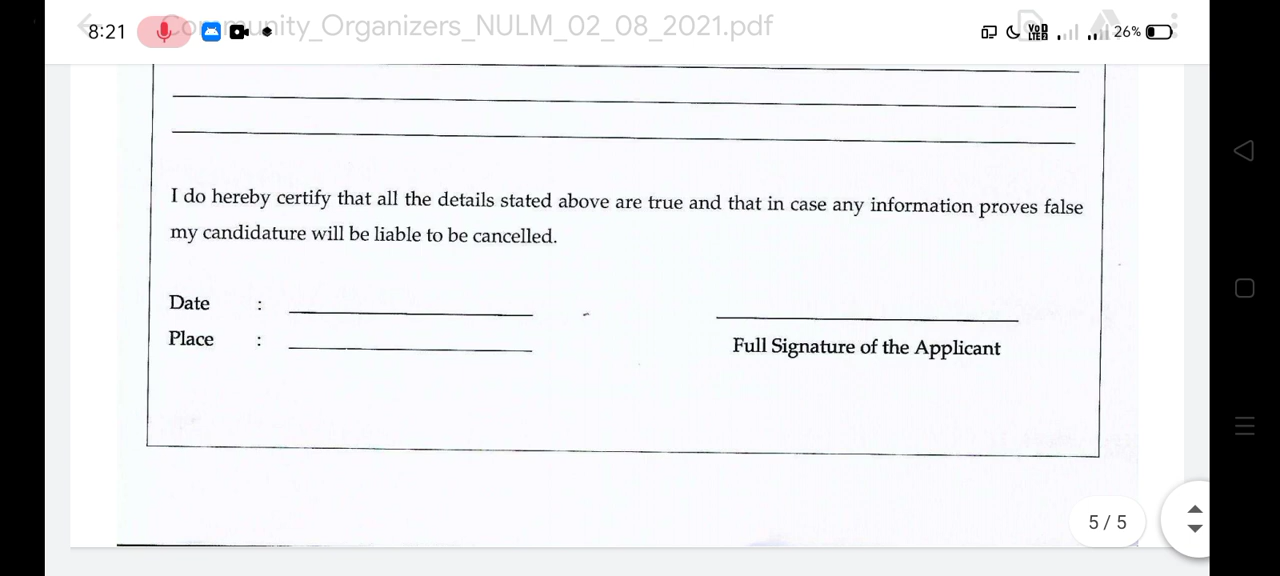 8:21
Community_Organizers_NULM_02_08_2021.pdf
VoD LTE
26%
I do hereby certify that all the details stated above are true and that in case any information proves false
my candidature will be liable to be cancelled.
Date :
Place :
Full Signature of the Applicant
5 / 5